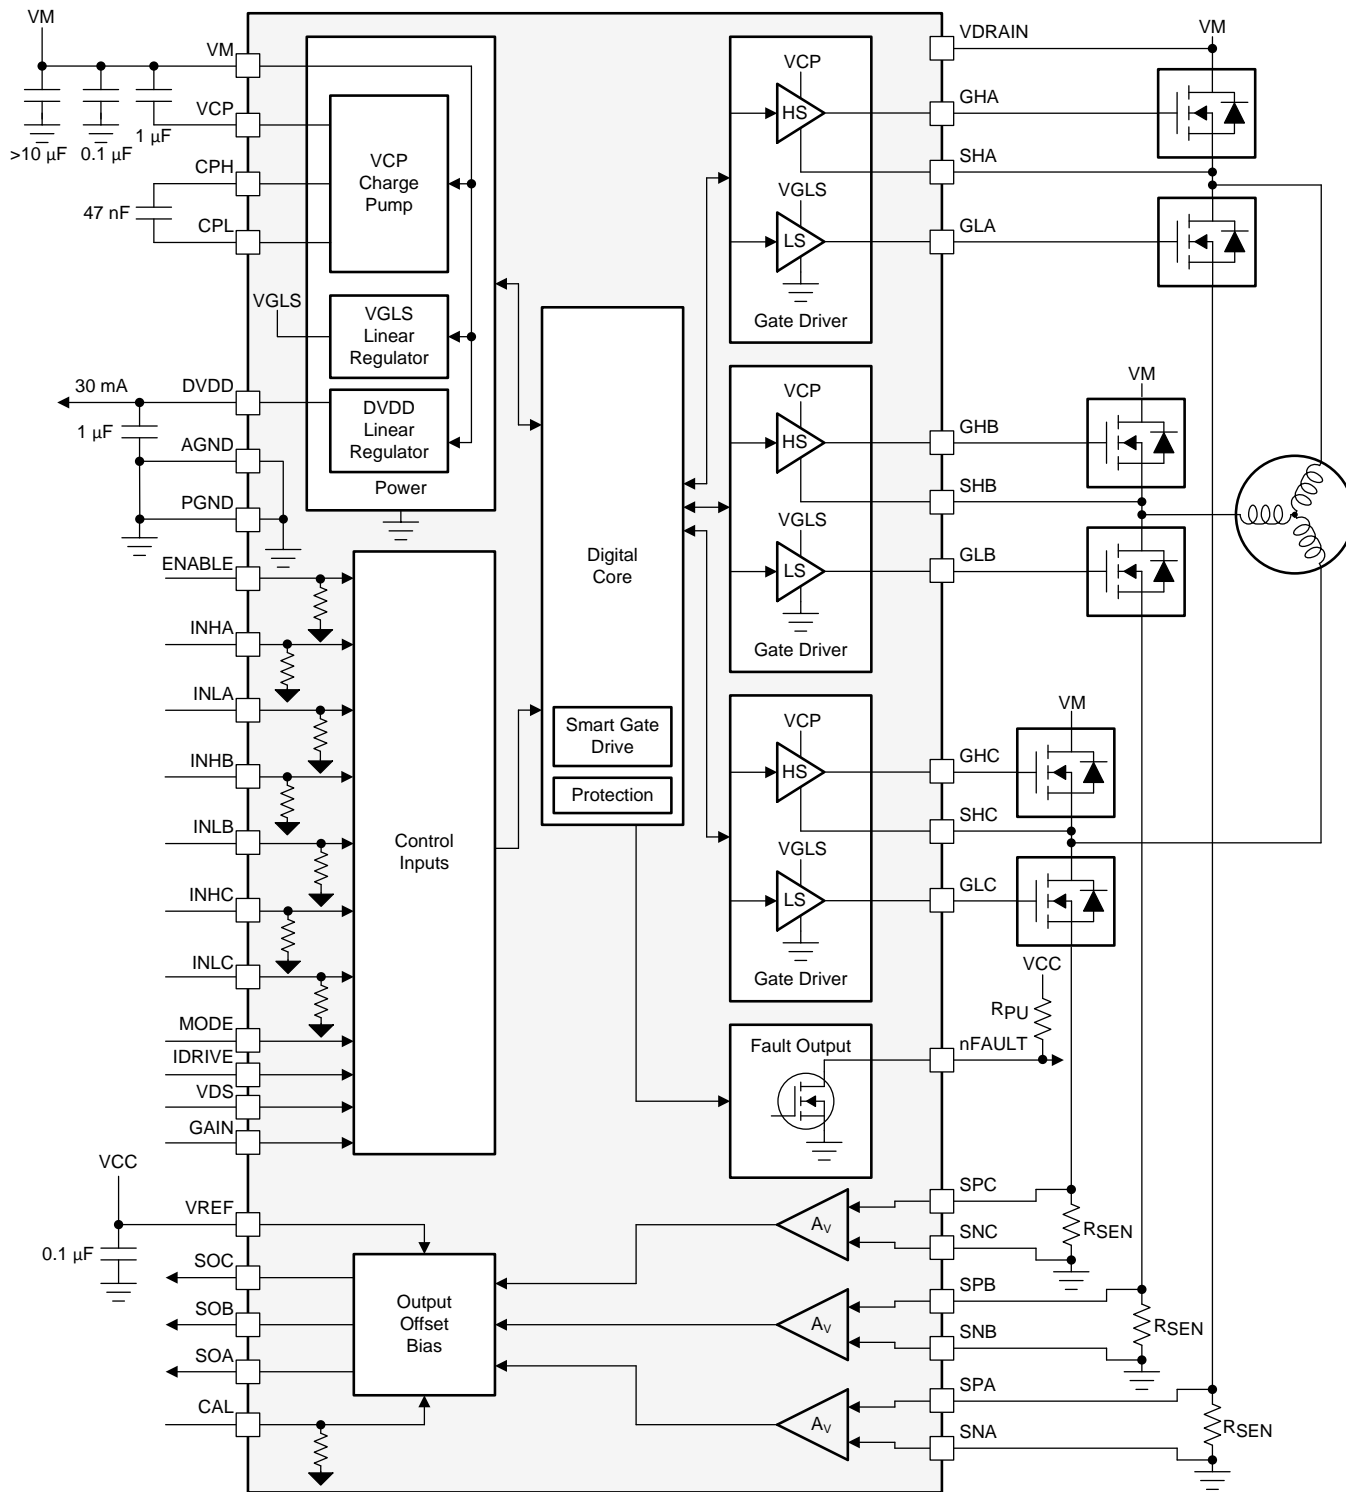 VM
VM
VCP
>10 µF
0.1 µF
1 µF
CPH
47 nF
CPL
VCP
Charge
Pump
VGLS
VGLS
Linear
Regulator
30 mA
DVDD
1 µF
DVDD
Linear
Regulator
AGND
PGND
Power
ENABLE
INHA
INLA
INHB
INLB
INHC
INLC
MODE
IDRIVE
VDS
GAIN
Control
Inputs
Digital
Core
Smart Gate
Drive
Protection
VCP
HS
VGLS
LS
Gate Driver
VCP
HS
VGLS
LS
Gate Driver
VCP
HS
VGLS
LS
Gate Driver
Fault Output
VDRAIN
VM
GHA
SHA
GLA
VM
GHB
SHB
GLB
VM
GHC
SHC
GLC
VCC
RPU
nFAULT
VCC
VREF
0.1 µF
SOC
SOB
SOA
CAL
Output
Offset
Bias
AV
AV
AV
SPC
SNC
RSEN
SPB
SNB
RSEN
SPA
SNA
RSEN